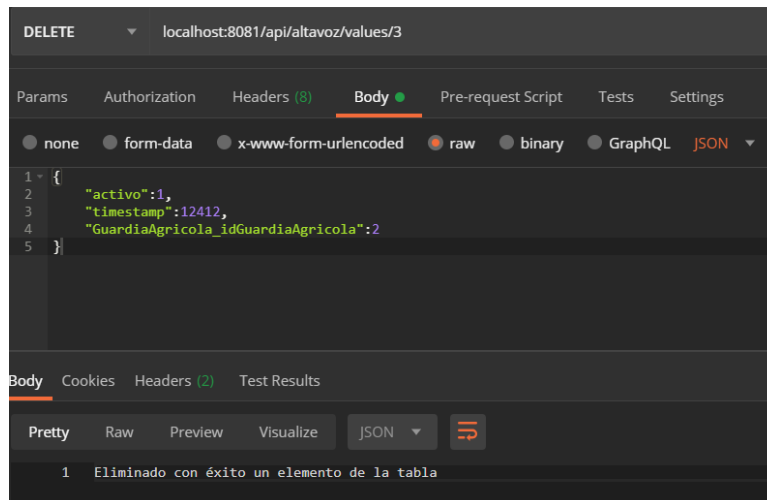 DELETE localhost:8081/api/altavoz/values/3
Params Authorization Headers (8) Body Pre-request Script Tests Settings
none form-data x-www-form-urlencoded raw binary GraphQL JSON
1 {
2 "activo":1,
3 "timestamp":12412,
4 "GuardiaAgricola_idGuardiaAgricola":2
5 }
Body Cookies Headers (2) Test Results
Pretty Raw Preview Visualize JSON
1 Eliminado con éxito un elemento de la tabla